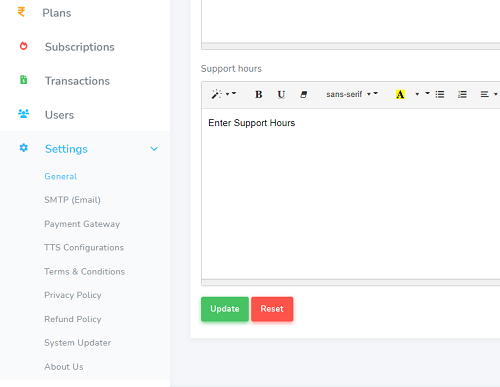 Plans
Subscriptions
Transactions
Users
Settings
General
SMTP (Email)
Payment Gateway
TTS Configurations
Terms & Conditions
Privacy Policy
Refund Policy
System Updater
About Us
Support hours
B U sans-serif A
Enter Support Hours
Update Reset